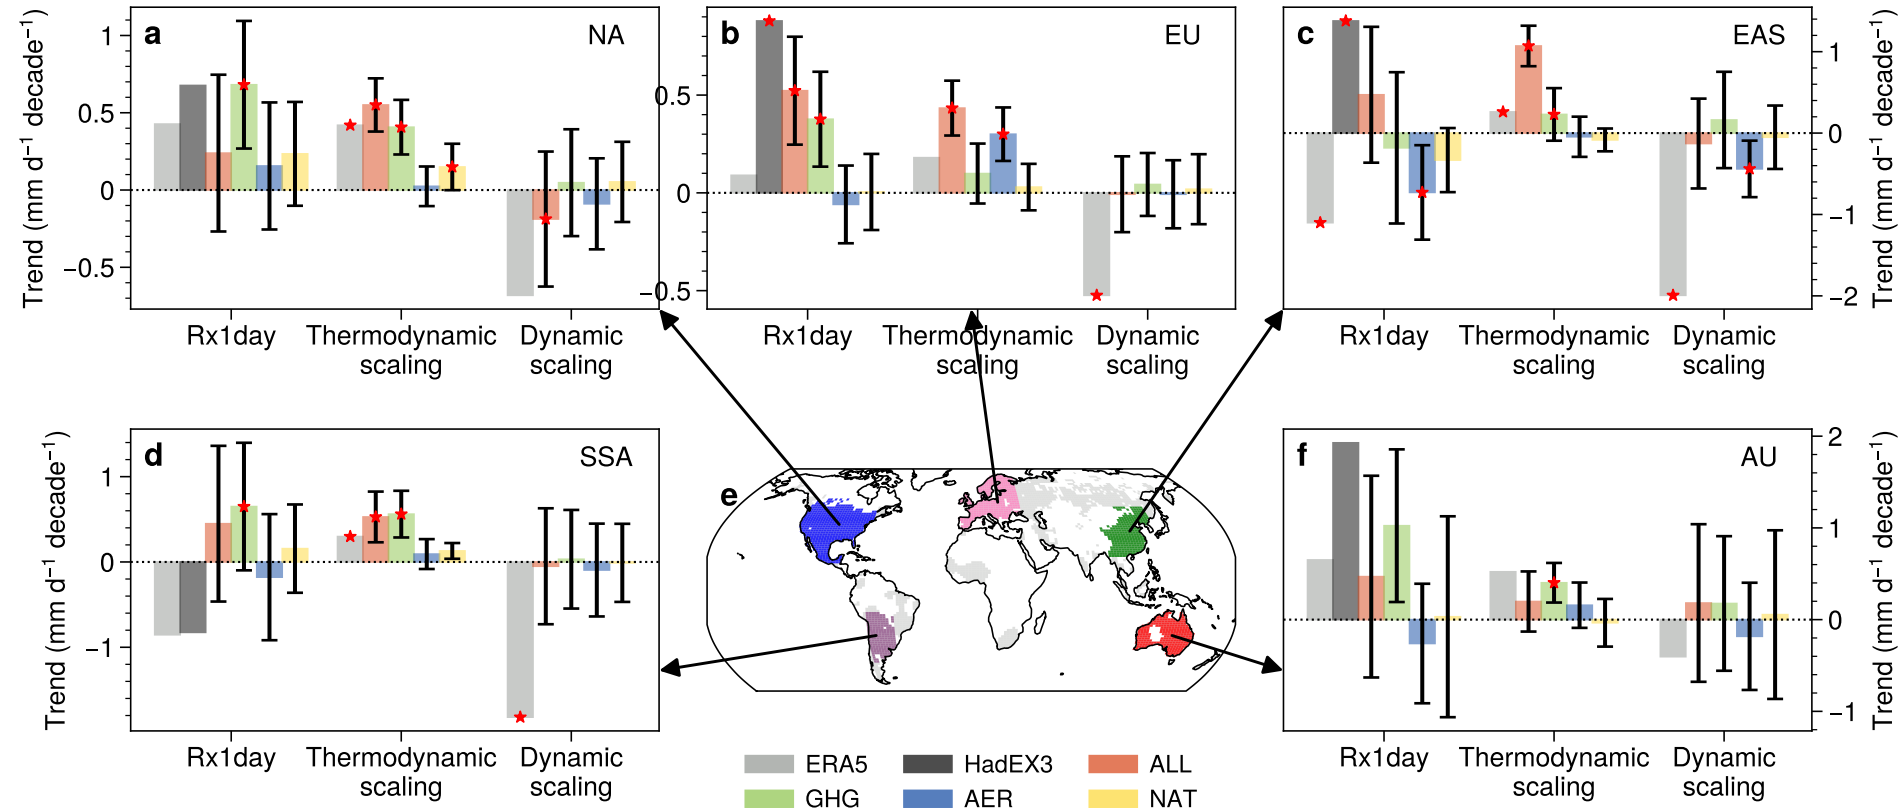 a
NA
Trend (mm d⁻¹ decade⁻¹)
1
0.5
0
−0.5
Rx1day
Thermodynamic
scaling
Dynamic
scaling
b
EU
0.5
0
−0.5
Rx1day
Thermodynamic
scaling
Dynamic
scaling
c
EAS
Trend (mm d⁻¹ decade⁻¹)
1
0
−1
−2
Rx1day
Thermodynamic
scaling
Dynamic
scaling
d
SSA
Trend (mm d⁻¹ decade⁻¹)
1
0
−1
Rx1day
Thermodynamic
scaling
Dynamic
scaling
e
f
AU
Trend (mm d⁻¹ decade⁻¹)
2
1
0
−1
Rx1day
Thermodynamic
scaling
Dynamic
scaling
ERA5 HadEX3 ALL
GHG AER NAT